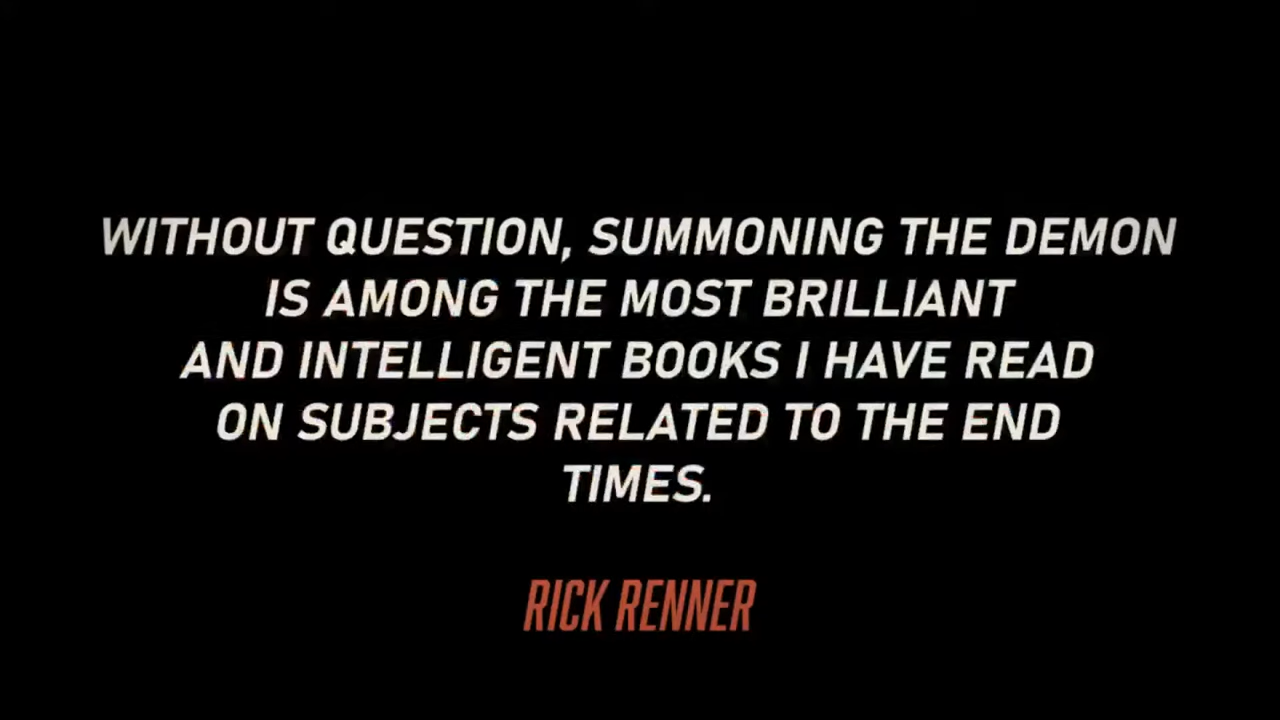 WITHOUT QUESTION, SUMMONING THE DEMON
IS AMONG THE MOST BRILLIANT
AND INTELLIGENT BOOKS I HAVE READ
ON SUBJECTS RELATED TO THE END
TIMES.
RICK RENNER